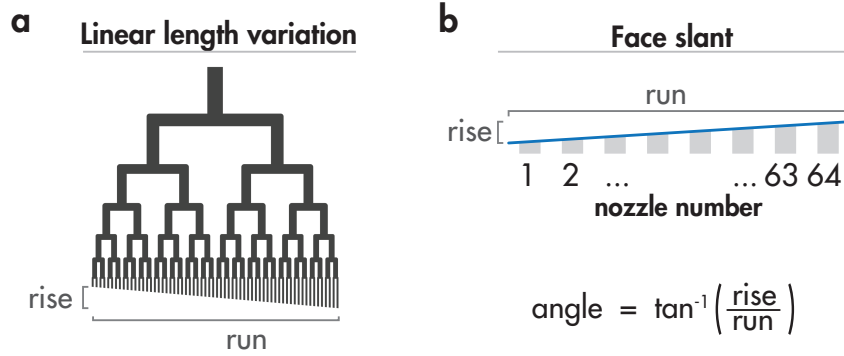 a
Linear length variation
rise
run
b
Face slant
run
rise
1 2 ... ... 63 64
nozzle number
angle = tan⁻¹(rise/run)